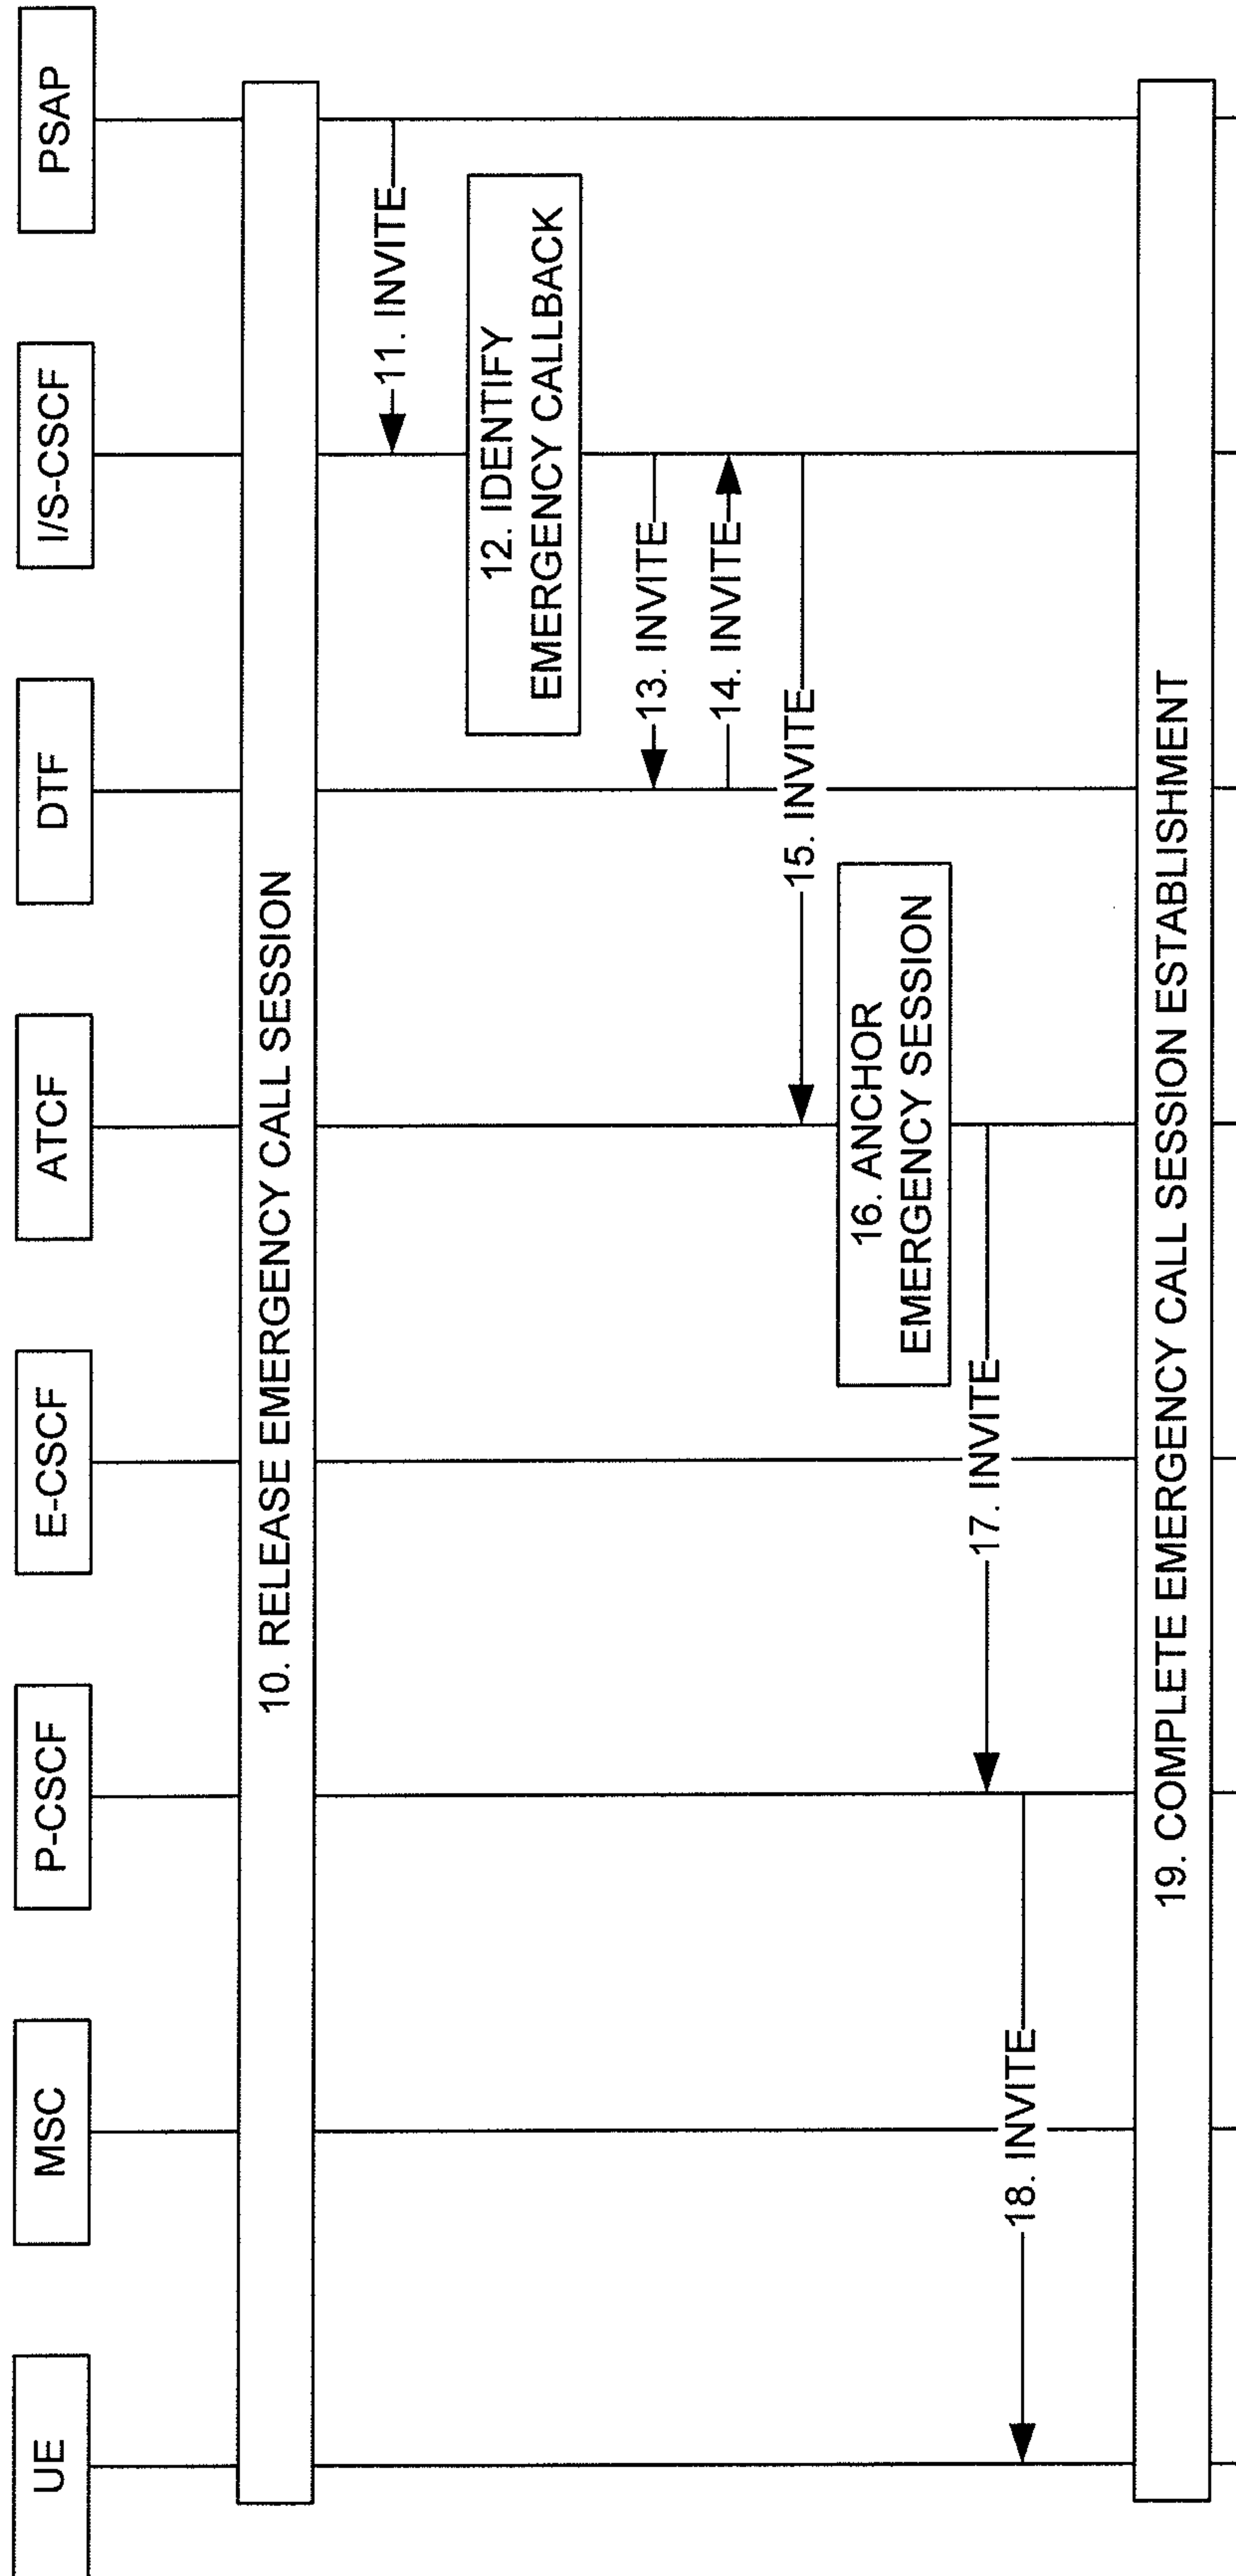 UE
MSC
P-CSCF
E-CSCF
ATCF
DTF
I/S-CSCF
PSAP
10. RELEASE EMERGENCY CALL SESSION
11. INVITE
12. IDENTIFY
EMERGENCY CALLBACK
13. INVITE
14. INVITE
15. INVITE
16. ANCHOR
EMERGENCY SESSION
17. INVITE
18. INVITE
19. COMPLETE EMERGENCY CALL SESSION ESTABLISHMENT